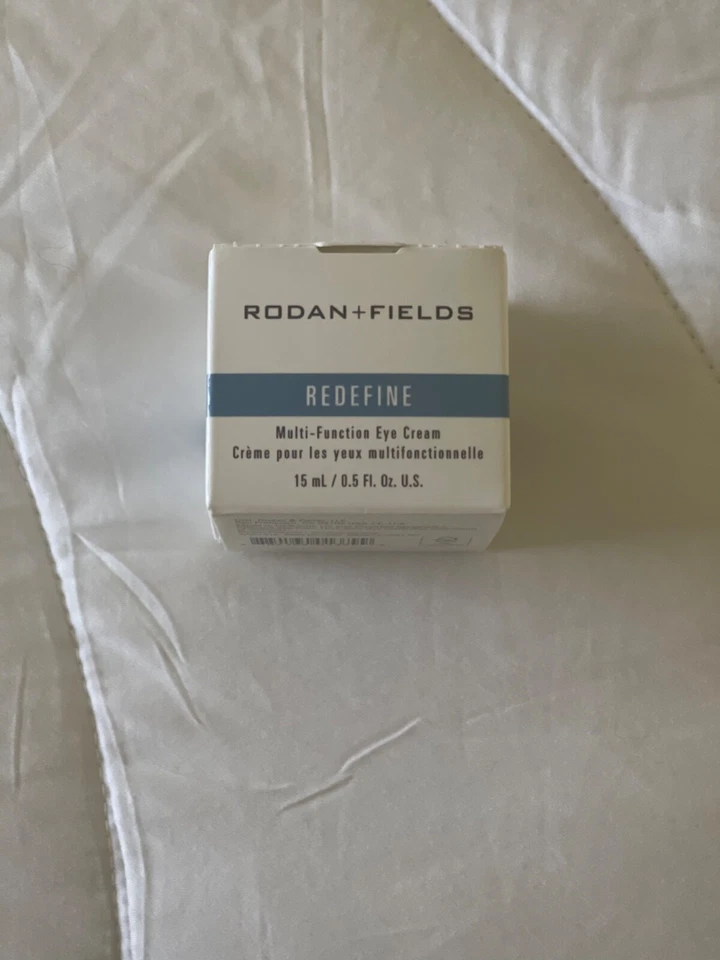 RODAN+FIELDS
REDEFINE
Multi-Function Eye Cream
Crème pour les yeux multifonctionnelle
15 mL / 0.5 Fl. Oz. U.S.